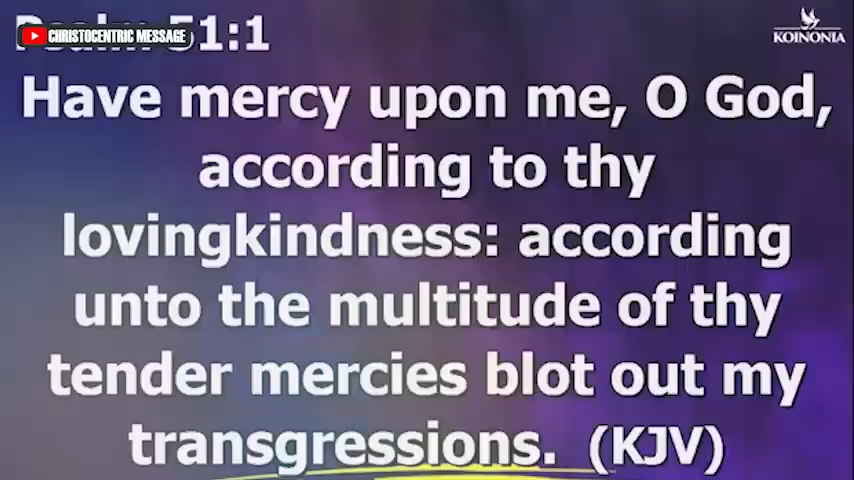 Psalm 51:1
CHRISTOCENTRIC MESSAGE
KOINONIA
Have mercy upon me, O God,
according to thy
lovingkindness: according
unto the multitude of thy
tender mercies blot out my
transgressions. (KJV)